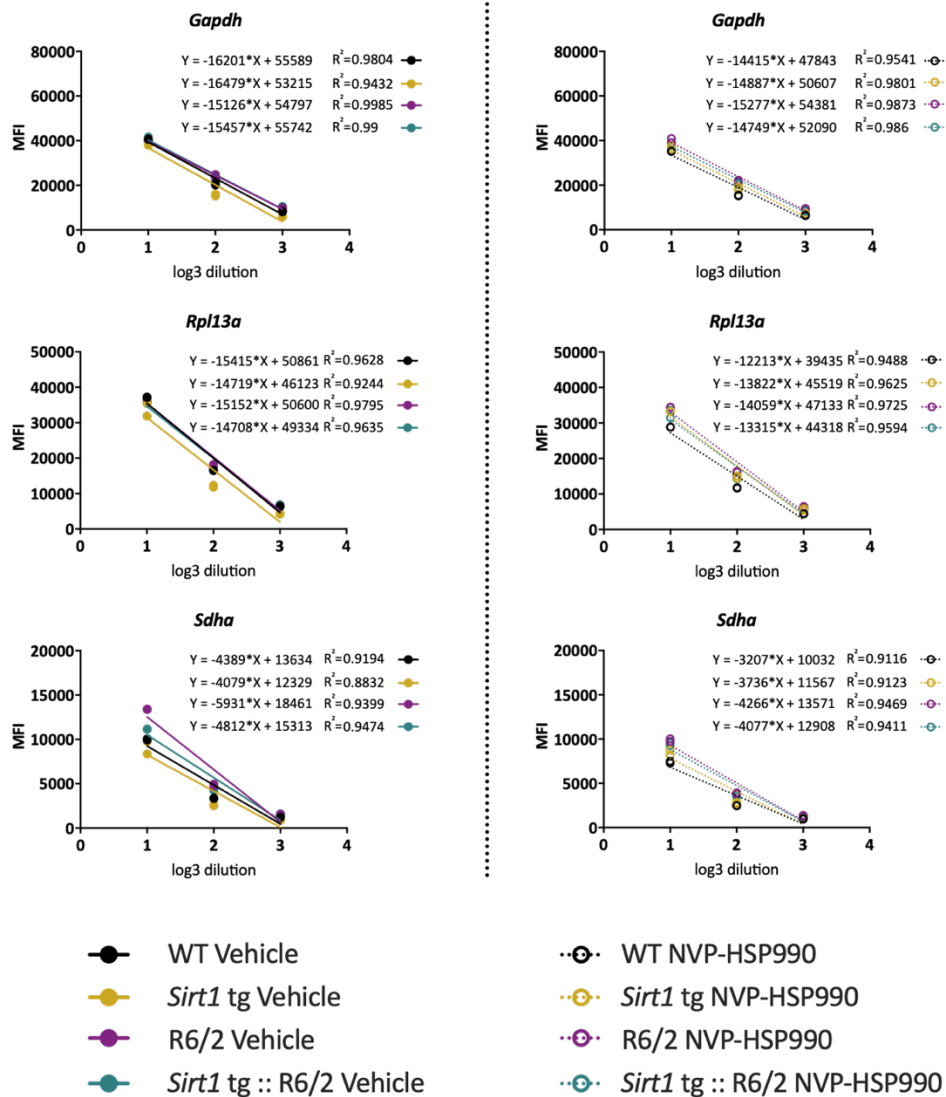 Gapdh
80000
60000
40000
20000
0
MFI
Y = -16201*X + 55589 R²=0.9804
Y = -16479*X + 53215 R²=0.9432
Y = -15126*X + 54797 R²=0.9985
Y = -15457*X + 55742 R²=0.99
0 1 2 3 4
log3 dilution
Gapdh
80000
60000
40000
20000
0
MFI
Y = -14415*X + 47843 R²=0.9541
Y = -14887*X + 50607 R²=0.9801
Y = -15277*X + 54381 R²=0.9873
Y = -14749*X + 52090 R²=0.986
0 1 2 3 4
log3 dilution
Rpl13a
50000
40000
30000
20000
10000
0
MFI
Y = -15415*X + 50861 R²=0.9628
Y = -14719*X + 46123 R²=0.9244
Y = -15152*X + 50600 R²=0.9795
Y = -14708*X + 49334 R²=0.9635
0 1 2 3 4
log3 dilution
Rpl13a
50000
40000
30000
20000
10000
0
MFI
Y = -12213*X + 39435 R²=0.9488
Y = -13822*X + 45519 R²=0.9625
Y = -14059*X + 47133 R²=0.9725
Y = -13315*X + 44318 R²=0.9594
0 1 2 3 4
log3 dilution
Sdha
20000
15000
10000
5000
0
MFI
Y = -4389*X + 13634 R²=0.9194
Y = -4079*X + 12329 R²=0.8832
Y = -5931*X + 18461 R²=0.9399
Y = -4812*X + 15313 R²=0.9474
0 1 2 3 4
log3 dilution
Sdha
20000
15000
10000
5000
0
MFI
Y = -3207*X + 10032 R²=0.9116
Y = -3736*X + 11567 R²=0.9123
Y = -4266*X + 13571 R²=0.9469
Y = -4077*X + 12908 R²=0.9411
0 1 2 3 4
log3 dilution
WT Vehicle
Sirt1 tg Vehicle
R6/2 Vehicle
Sirt1 tg :: R6/2 Vehicle
WT NVP-HSP990
Sirt1 tg NVP-HSP990
R6/2 NVP-HSP990
Sirt1 tg :: R6/2 NVP-HSP990